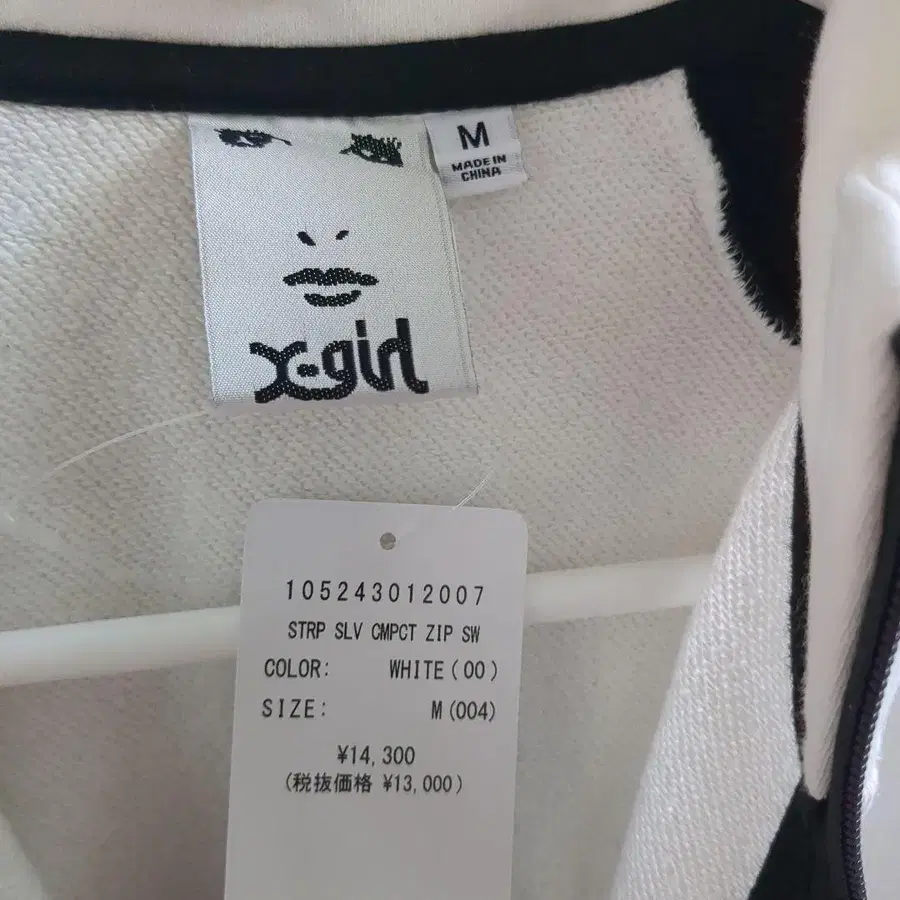 M
MADE IN
CHINA
X-girl
105243012007
STRP SLV CMPCT ZIP SW
COLOR: WHITE(00)
SIZE: M(004)
¥14,300
(税抜価格 ¥13,000)